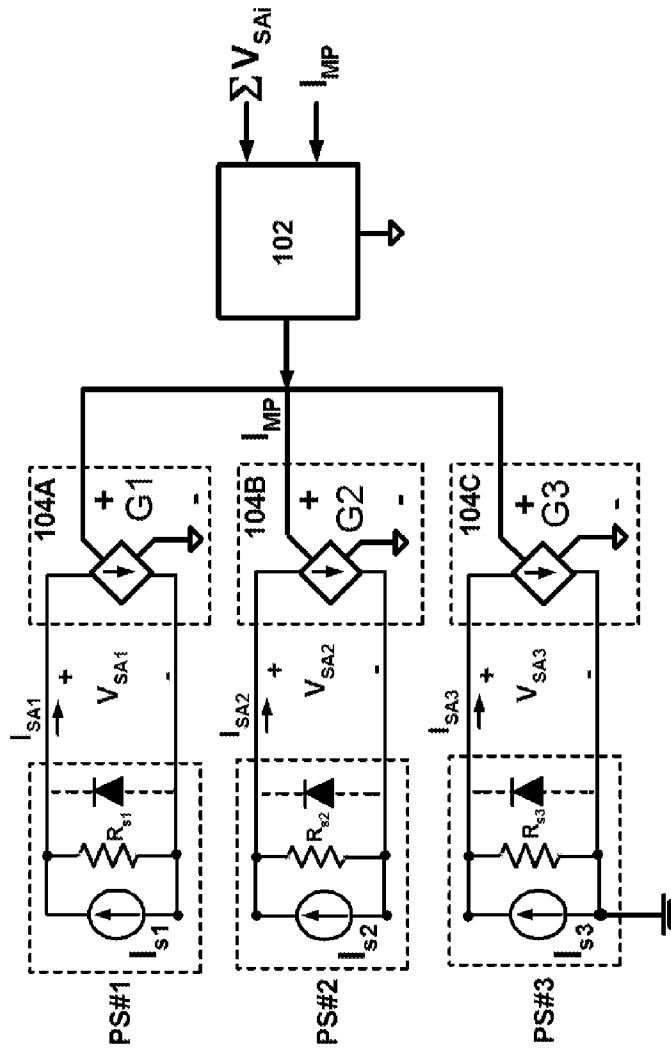 PS#1
I_s1
R_s1
I_SA1
+
V_SA1
-
104A
+
G1
-
PS#2
I_s2
R_s2
I_SA2
+
V_SA2
-
104B
+
G2
-
PS#3
I_s3
R_s3
I_SA3
+
V_SA3
-
104C
+
G3
-
I_MP
102
∑ V_SAi
I_MP